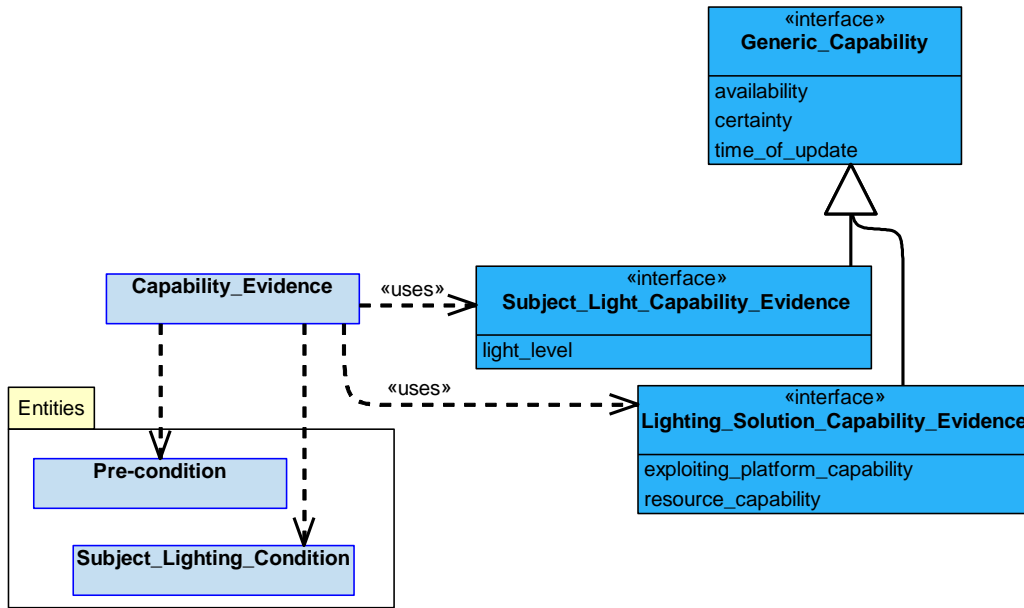 «interface»
Generic_Capability
availability
certainty
time_of_update
Capability_Evidence
«uses»
«interface»
Subject_Light_Capability_Evidence
light_level
«uses»
«interface»
Lighting_Solution_Capability_Evidence
exploiting_platform_capability
resource_capability
Entities
Pre-condition
Subject_Lighting_Condition